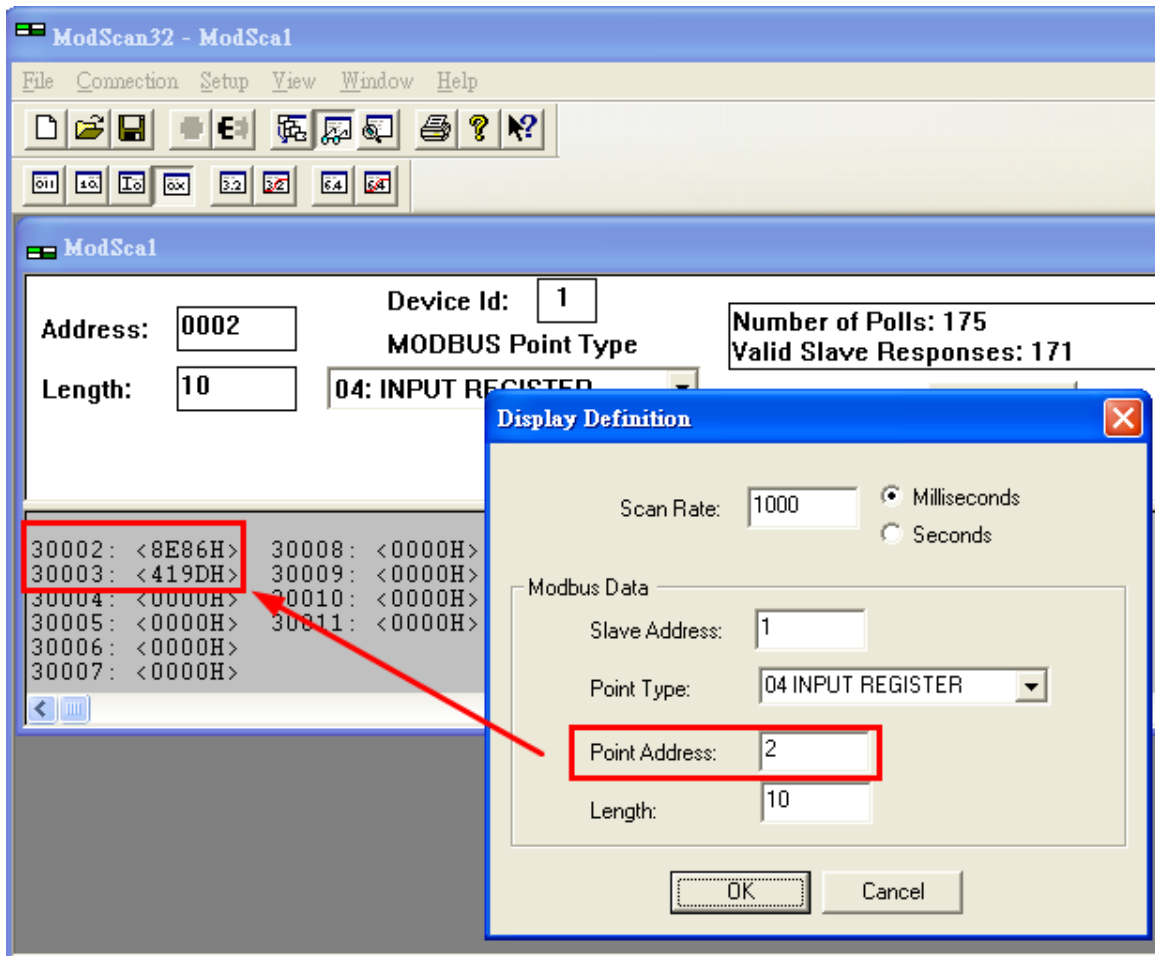 ModScan32 - ModSca1
File Connection Setup View Window Help
ModSca1
Address: 0002
Device Id: 1
MODBUS Point Type
Length: 10
04: INPUT REGISTER
Number of Polls: 175
Valid Slave Responses: 171
30002: <8E86H> 30008: <0000H>
30003: <419DH> 30009: <0000H>
30004: <0000H> 30010: <0000H>
30005: <0000H> 30011: <0000H>
30006: <0000H>
30007: <0000H>
Display Definition
Scan Rate: 1000
Milliseconds
Seconds
Modbus Data
Slave Address: 1
Point Type: 04 INPUT REGISTER
Point Address: 2
Length: 10
OK Cancel